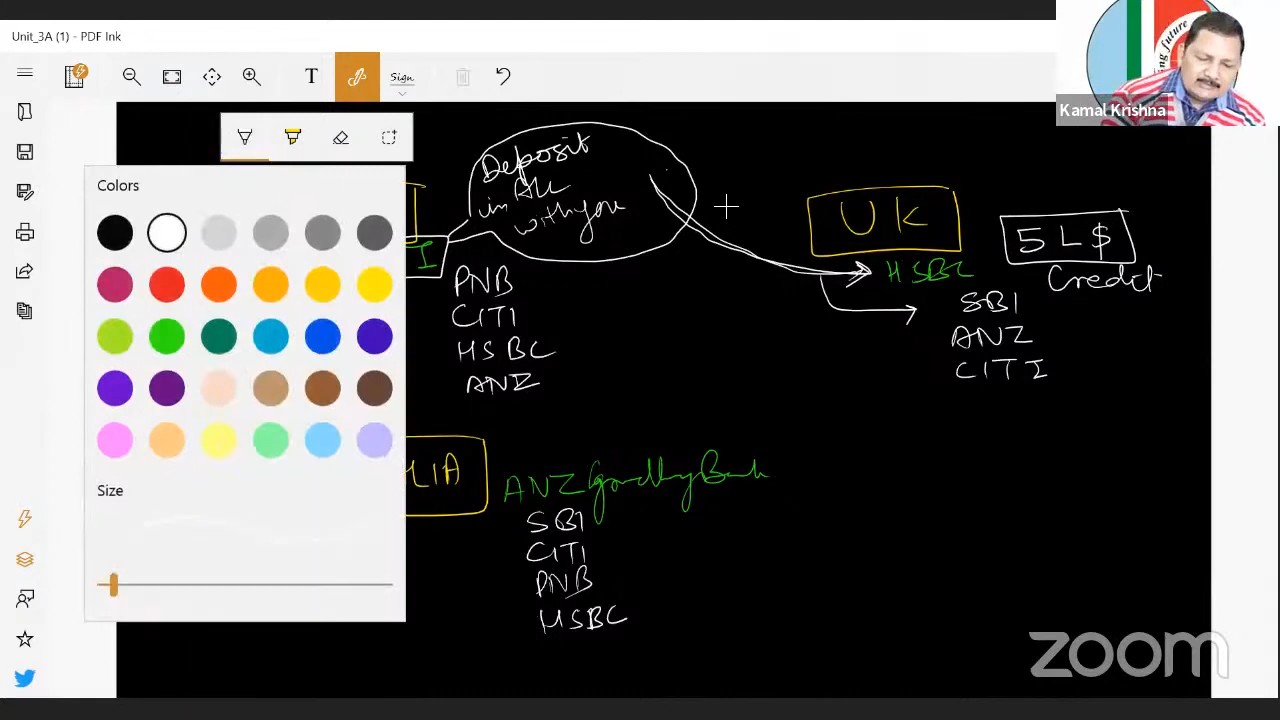 Unit_3A (1) - PDF Ink
T
Sign
Kamal Krishna
Colors
Size
Deposit
in
with you
I
PNB
CITI
HSBC
ANZ
UK
5 L $
HSBC
Credit
SBI
ANZ
CITI
LIA
ANZ
SBI
CITI
PNB
HSBC
zoom